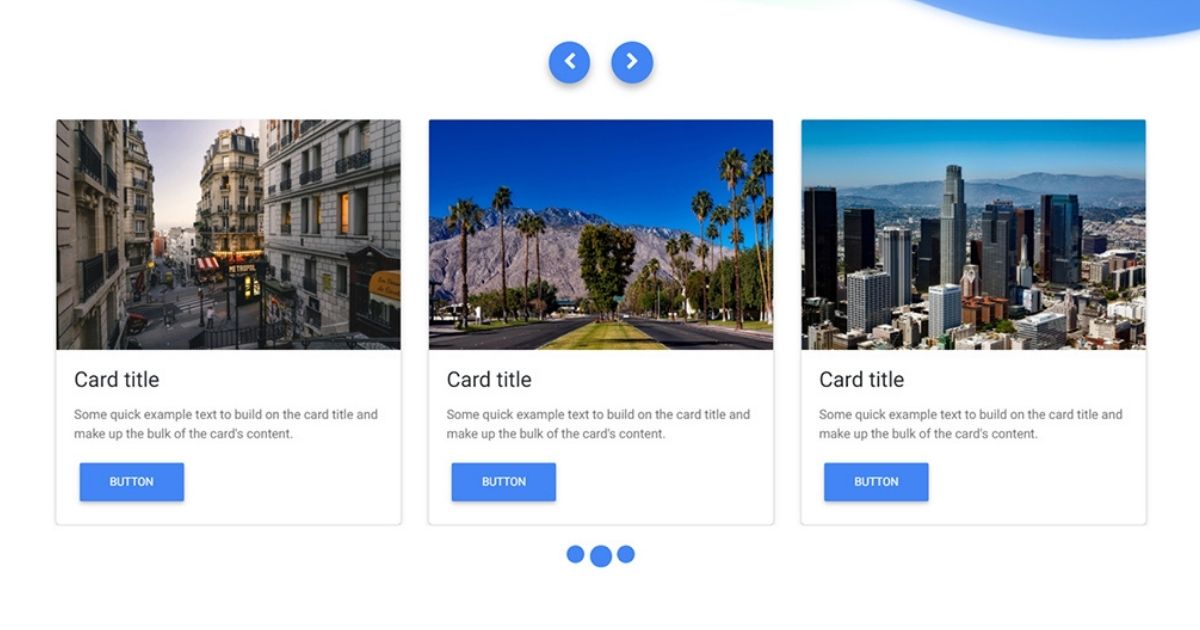 METROPOL
Card title
Some quick example text to build on the card title and
make up the bulk of the card's content.
BUTTON
Card title
Some quick example text to build on the card title and
make up the bulk of the card's content.
BUTTON
Card title
Some quick example text to build on the card title and
make up the bulk of the card's content.
BUTTON